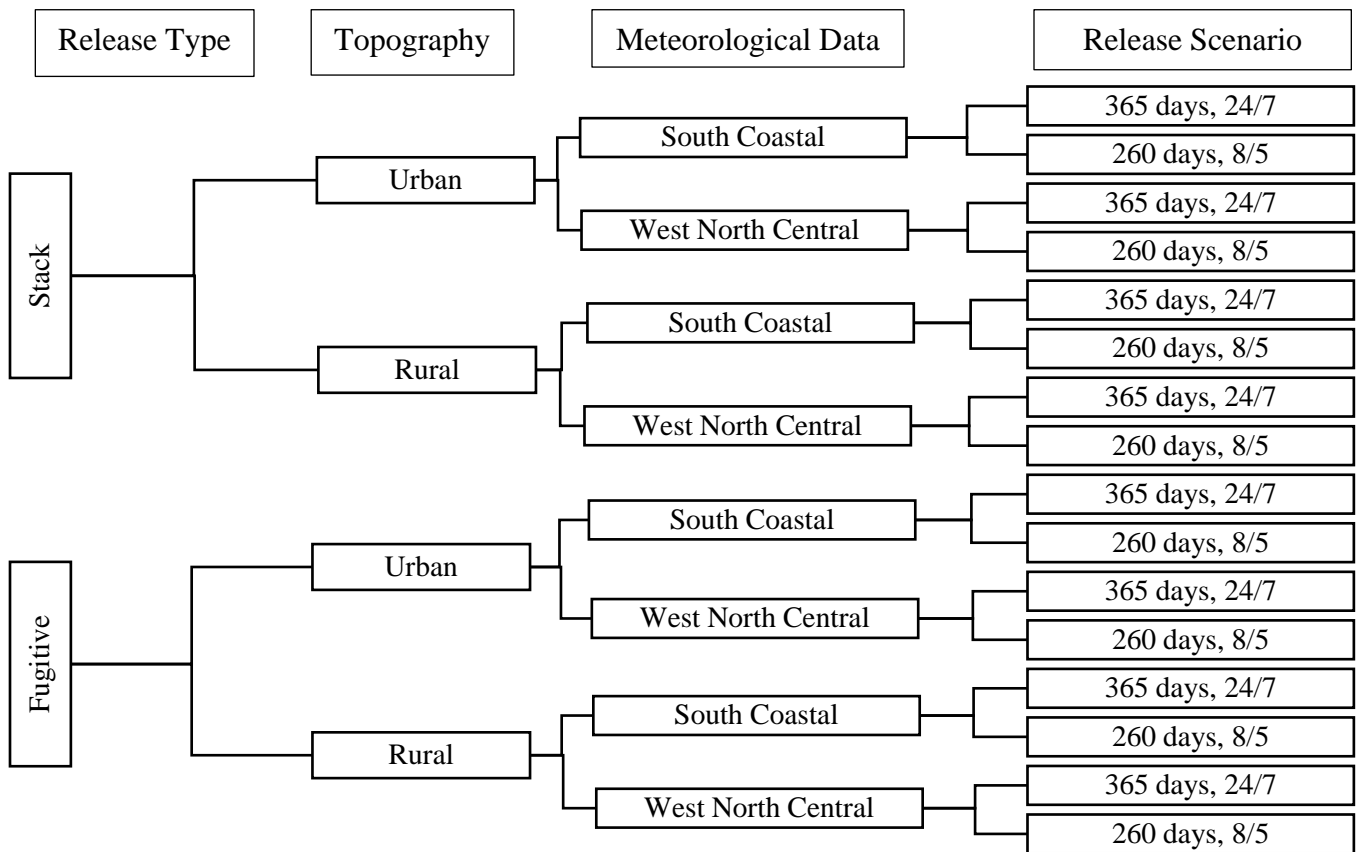 Release Type
Topography
Meteorological Data
Release Scenario
Stack
Urban
South Coastal
365 days, 24/7
260 days, 8/5
West North Central
365 days, 24/7
260 days, 8/5
Rural
South Coastal
365 days, 24/7
260 days, 8/5
West North Central
365 days, 24/7
260 days, 8/5
Fugitive
Urban
South Coastal
365 days, 24/7
260 days, 8/5
West North Central
365 days, 24/7
260 days, 8/5
Rural
South Coastal
365 days, 24/7
260 days, 8/5
West North Central
365 days, 24/7
260 days, 8/5